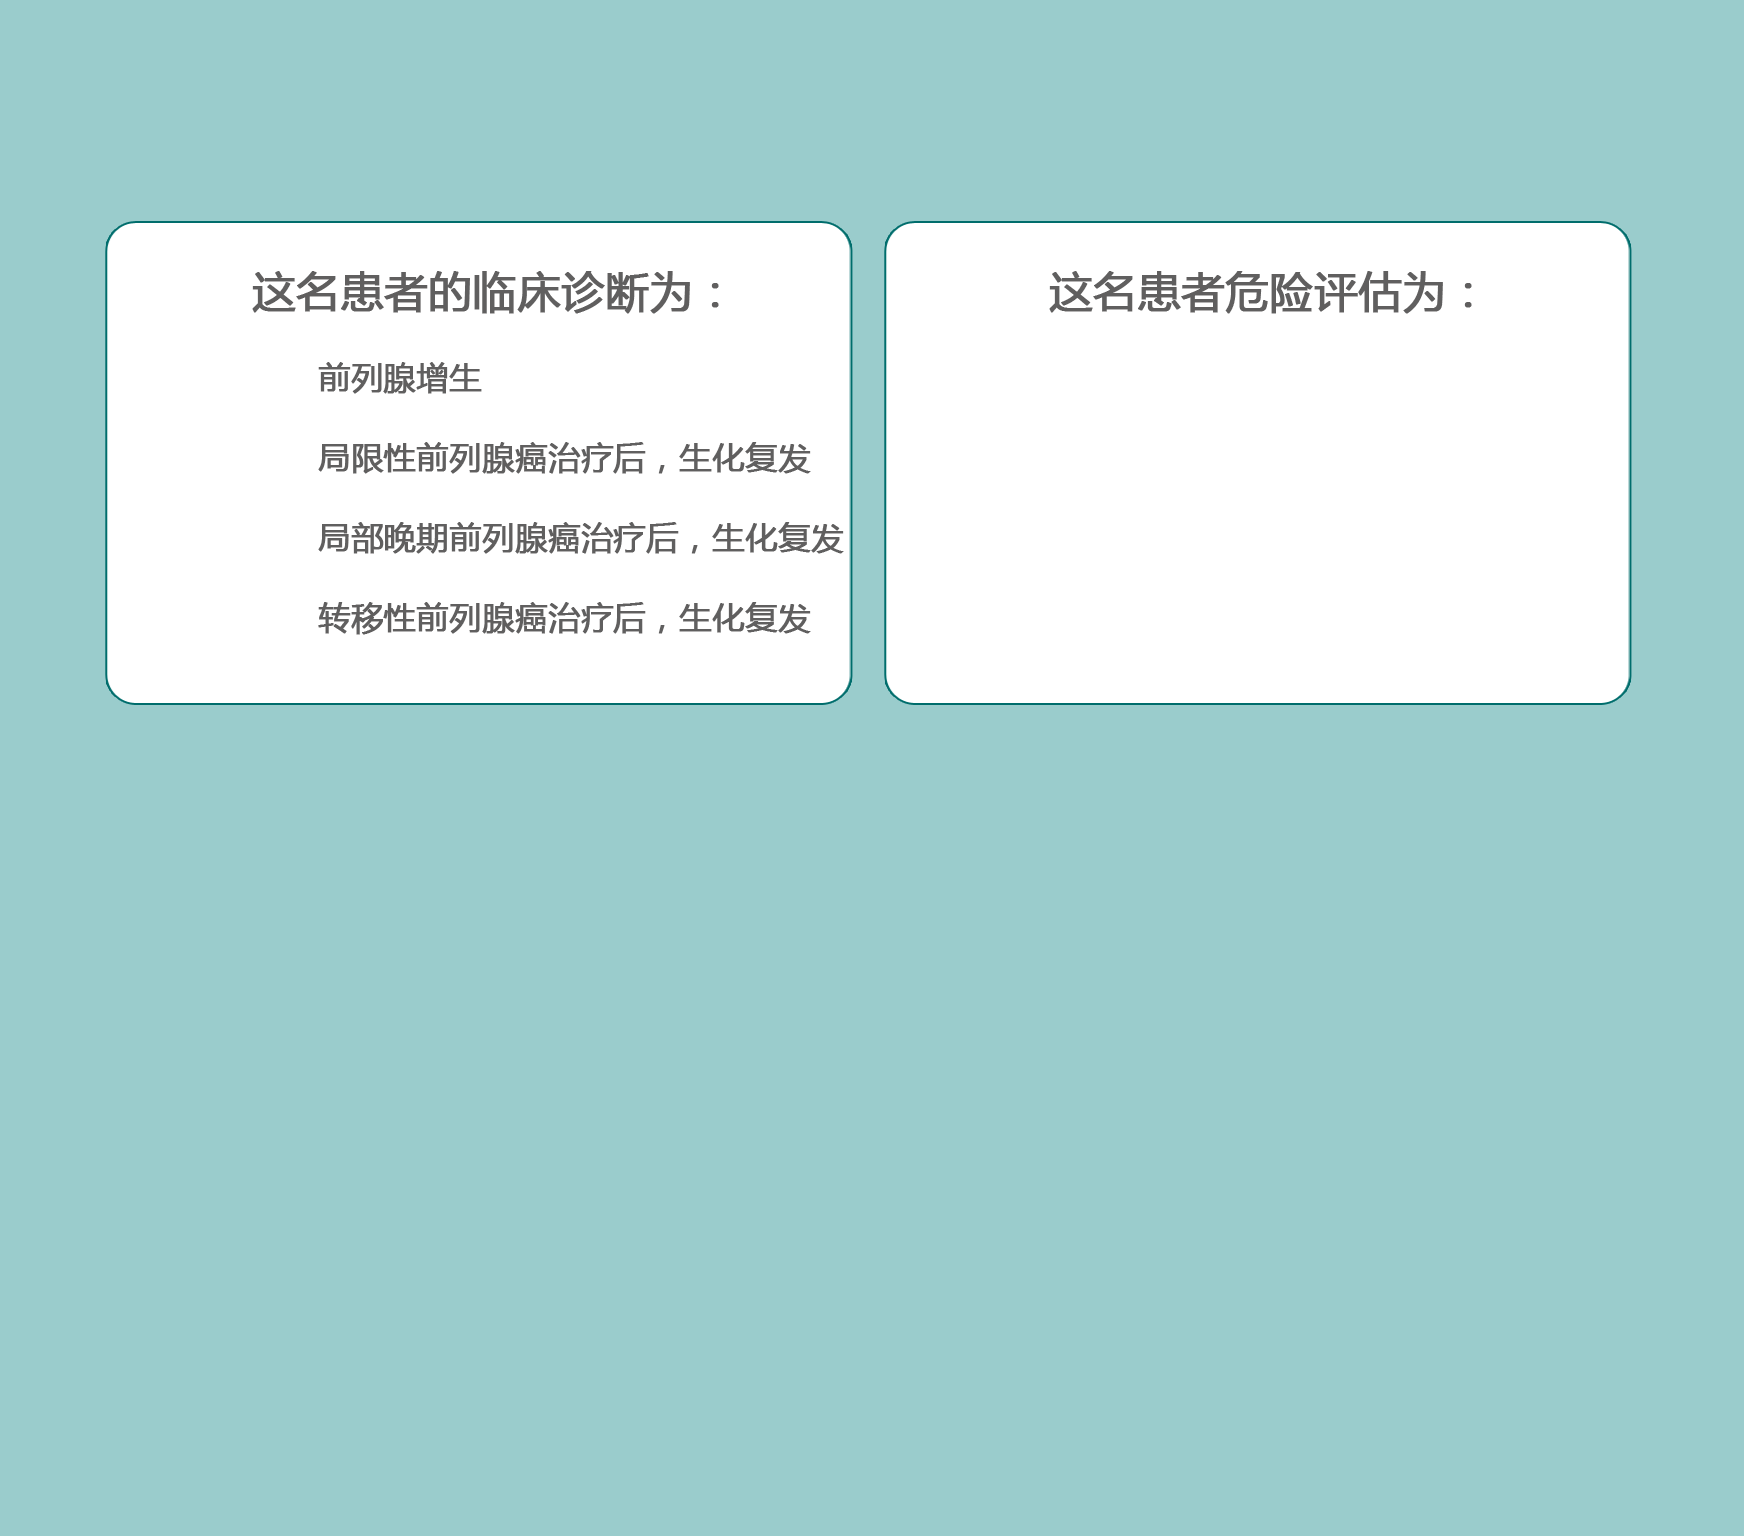 这名患者的临床诊断为：
前列腺增生
局限性前列腺癌治疗后，生化复发
局部晚期前列腺癌治疗后，生化复发
转移性前列腺癌治疗后，生化复发
这名患者危险评估为：